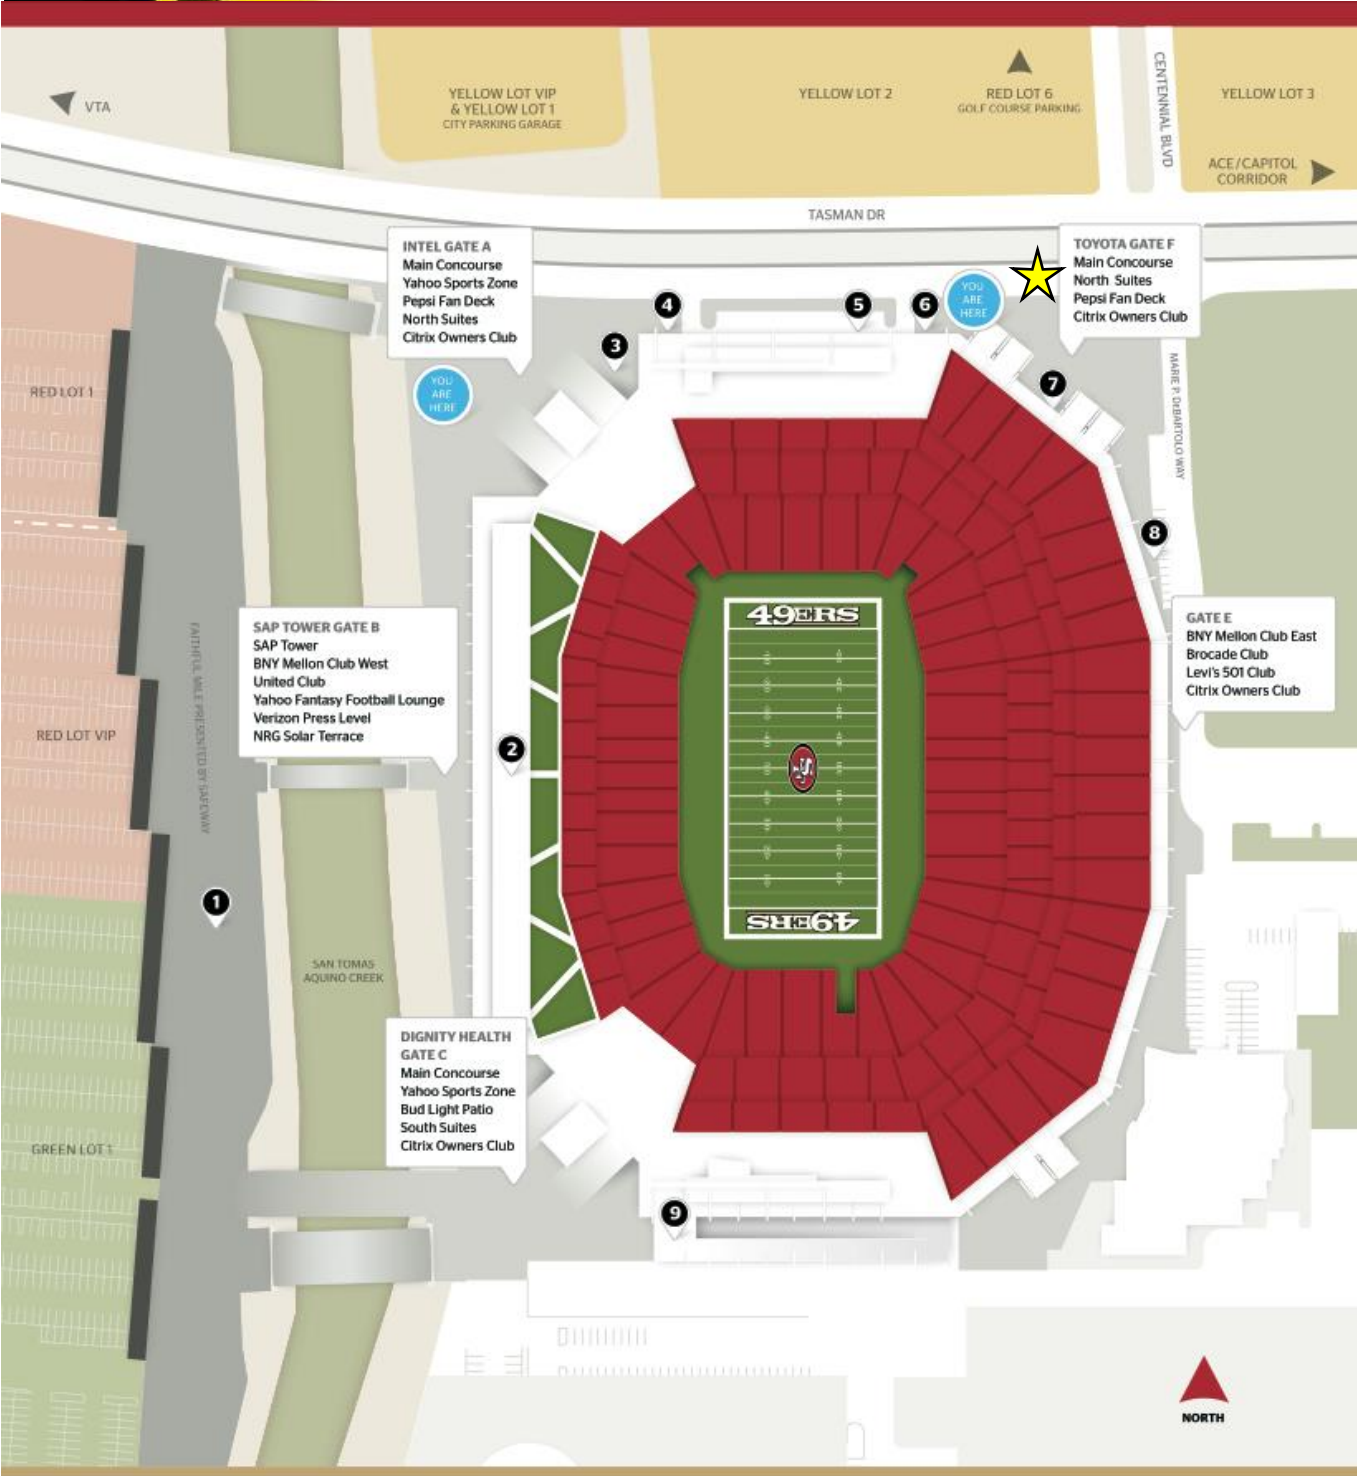 VTA
YELLOW LOT VIP
& YELLOW LOT 1
CITY PARKING GARAGE
YELLOW LOT 2
RED LOT 6
GOLF COURSE PARKING
CENTENNIAL BLVD
YELLOW LOT 3
ACE/CAPITOL
CORRIDOR
TASMAN DR
INTEL GATE A
Main Concourse
Yahoo Sports Zone
Pepsi Fan Deck
North Suites
Citrix Owners Club
TOYOTA GATE F
Main Concourse
North Suites
Pepsi Fan Deck
Citrix Owners Club
4
5
6
YOU
ARE
HERE
3
YOU
ARE
HERE
7
RED LOT 1
MARIE P. DeBARTOLO WAY
8
SAP TOWER GATE B
SAP Tower
BNY Mellon Club West
United Club
Yahoo Fantasy Football Lounge
Verizon Press Level
NRG Solar Terrace
49ERS
GATE E
BNY Mellon Club East
Brocade Club
Levi's 501 Club
Citrix Owners Club
FAITHFUL MILE PRESENTED BY SAFEWAY
RED LOT VIP
2
SF
1
49ERS
SAN TOMAS
AQUINO CREEK
DIGNITY HEALTH
GATE C
Main Concourse
Yahoo Sports Zone
Bud Light Patio
South Suites
Citrix Owners Club
GREEN LOT 1
9
NORTH